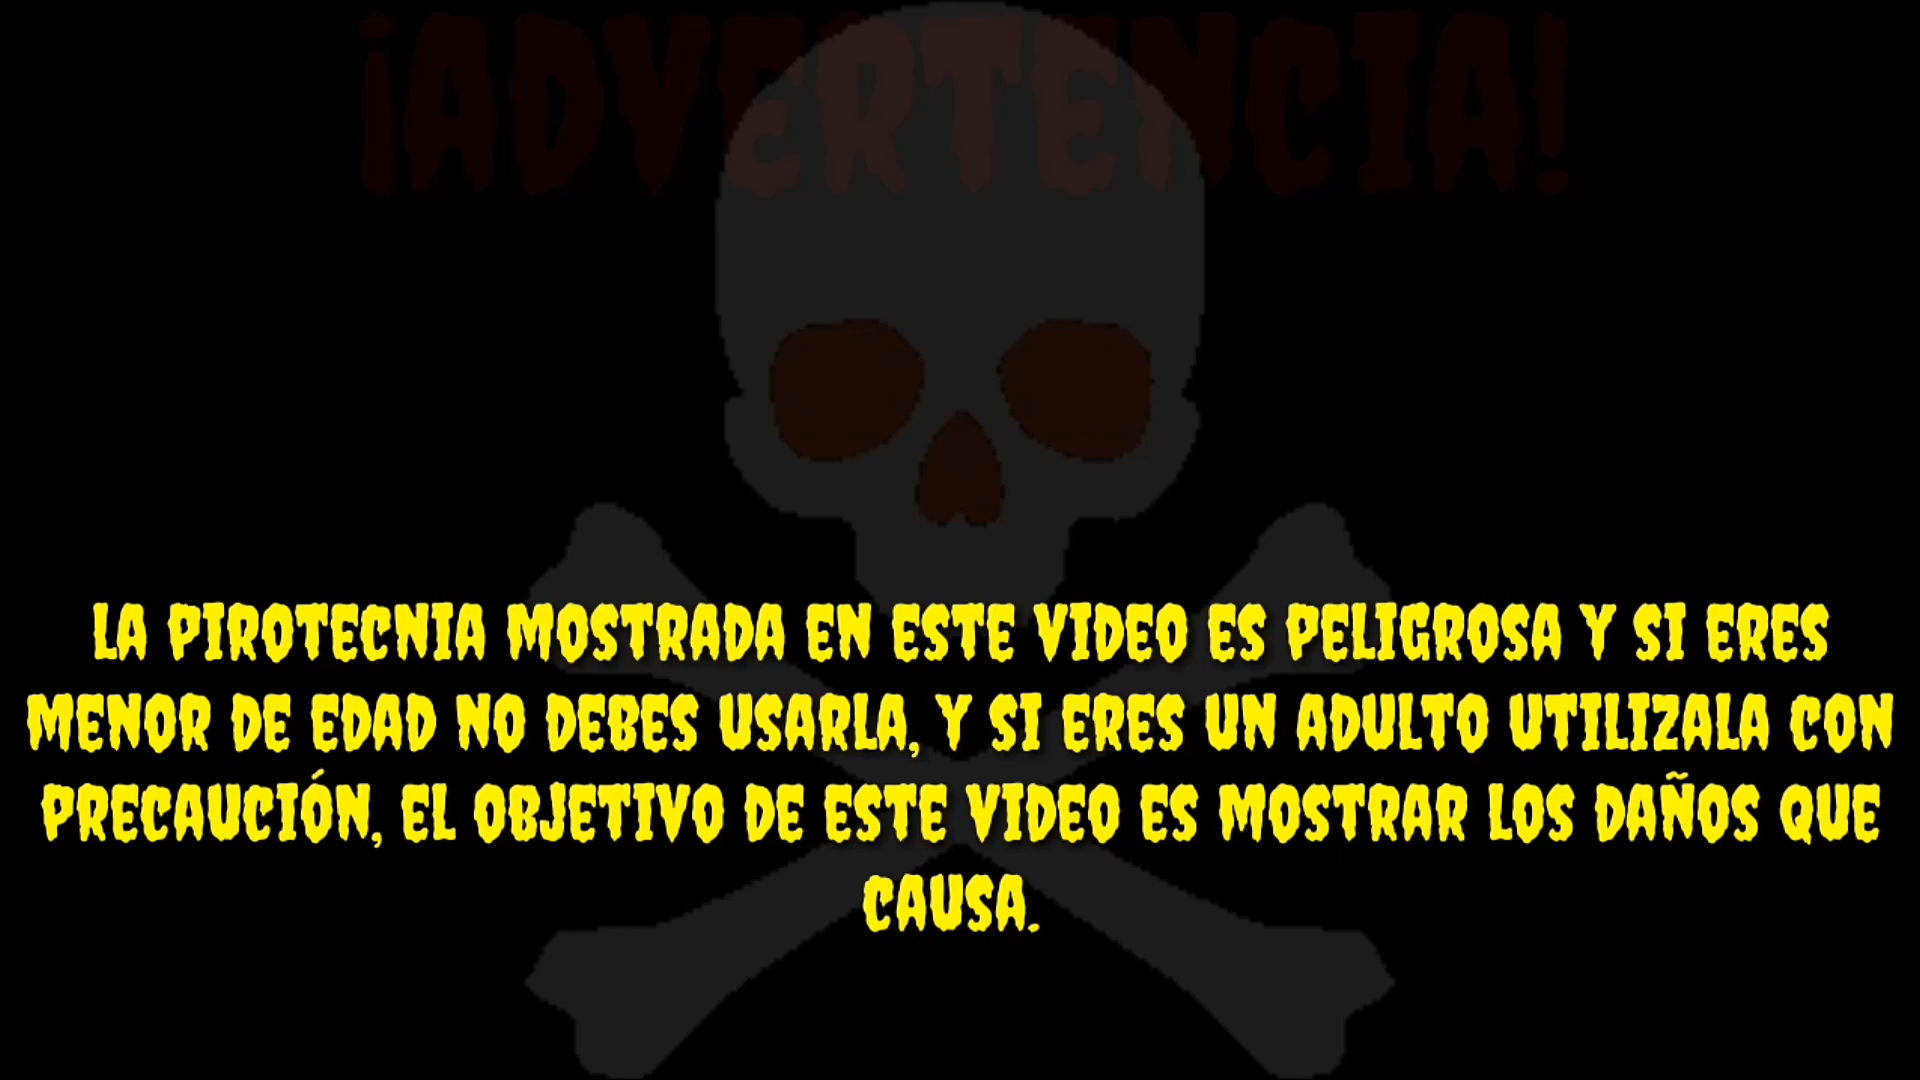 ¡ADVERTENCIA!
LA PIROTECNIA MOSTRADA EN ESTE VIDEO ES PELIGROSA Y SI ERES
MENOR DE EDAD NO DEBES USARLA, Y SI ERES UN ADULTO UTILIZALA CON
PRECAUCIÓN, EL OBJETIVO DE ESTE VIDEO ES MOSTRAR LOS DAÑOS QUE
CAUSA.